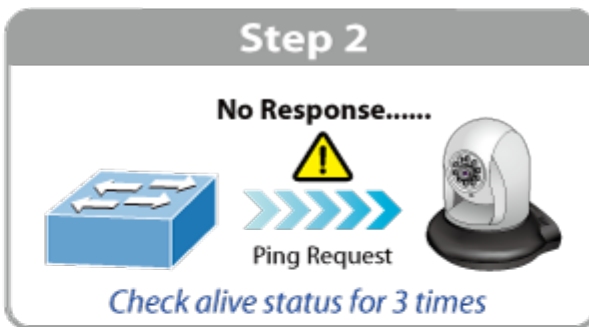 Step 2
No Response......
Ping Request
Check alive status for 3 times